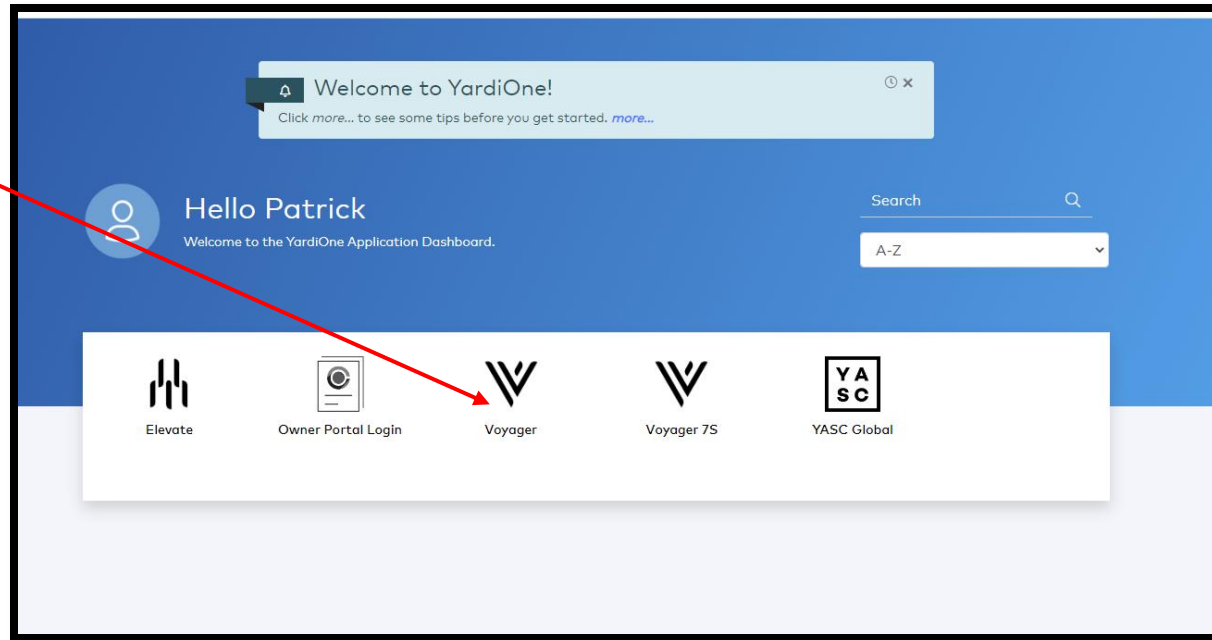 Welcome to YardiOne!
Click more... to see some tips before you get started. more...
Hello Patrick
Welcome to the YardiOne Application Dashboard.
Search
A-Z
Elevate
Owner Portal Login
Voyager
Voyager 7S
YA
SC
YASC Global